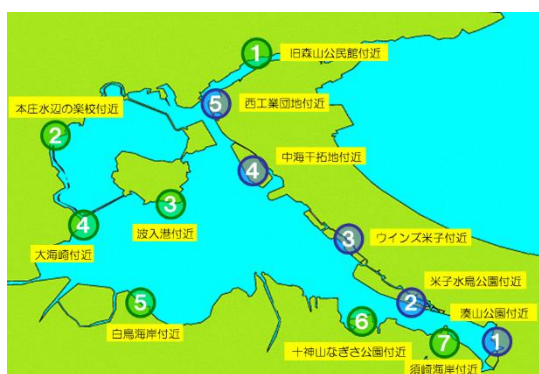 1
旧森山公民館付近
5
西工業団地付近
本庄水辺の楽校付近
2
4
中海干拓地付近
3
波入港付近
4
大海崎付近
3
ウインズ米子付近
米子水鳥公園付近
2
湊山公園付近
5
白鳥海岸付近
6
十神山なぎさ公園付近
7
須崎海岸付近
1